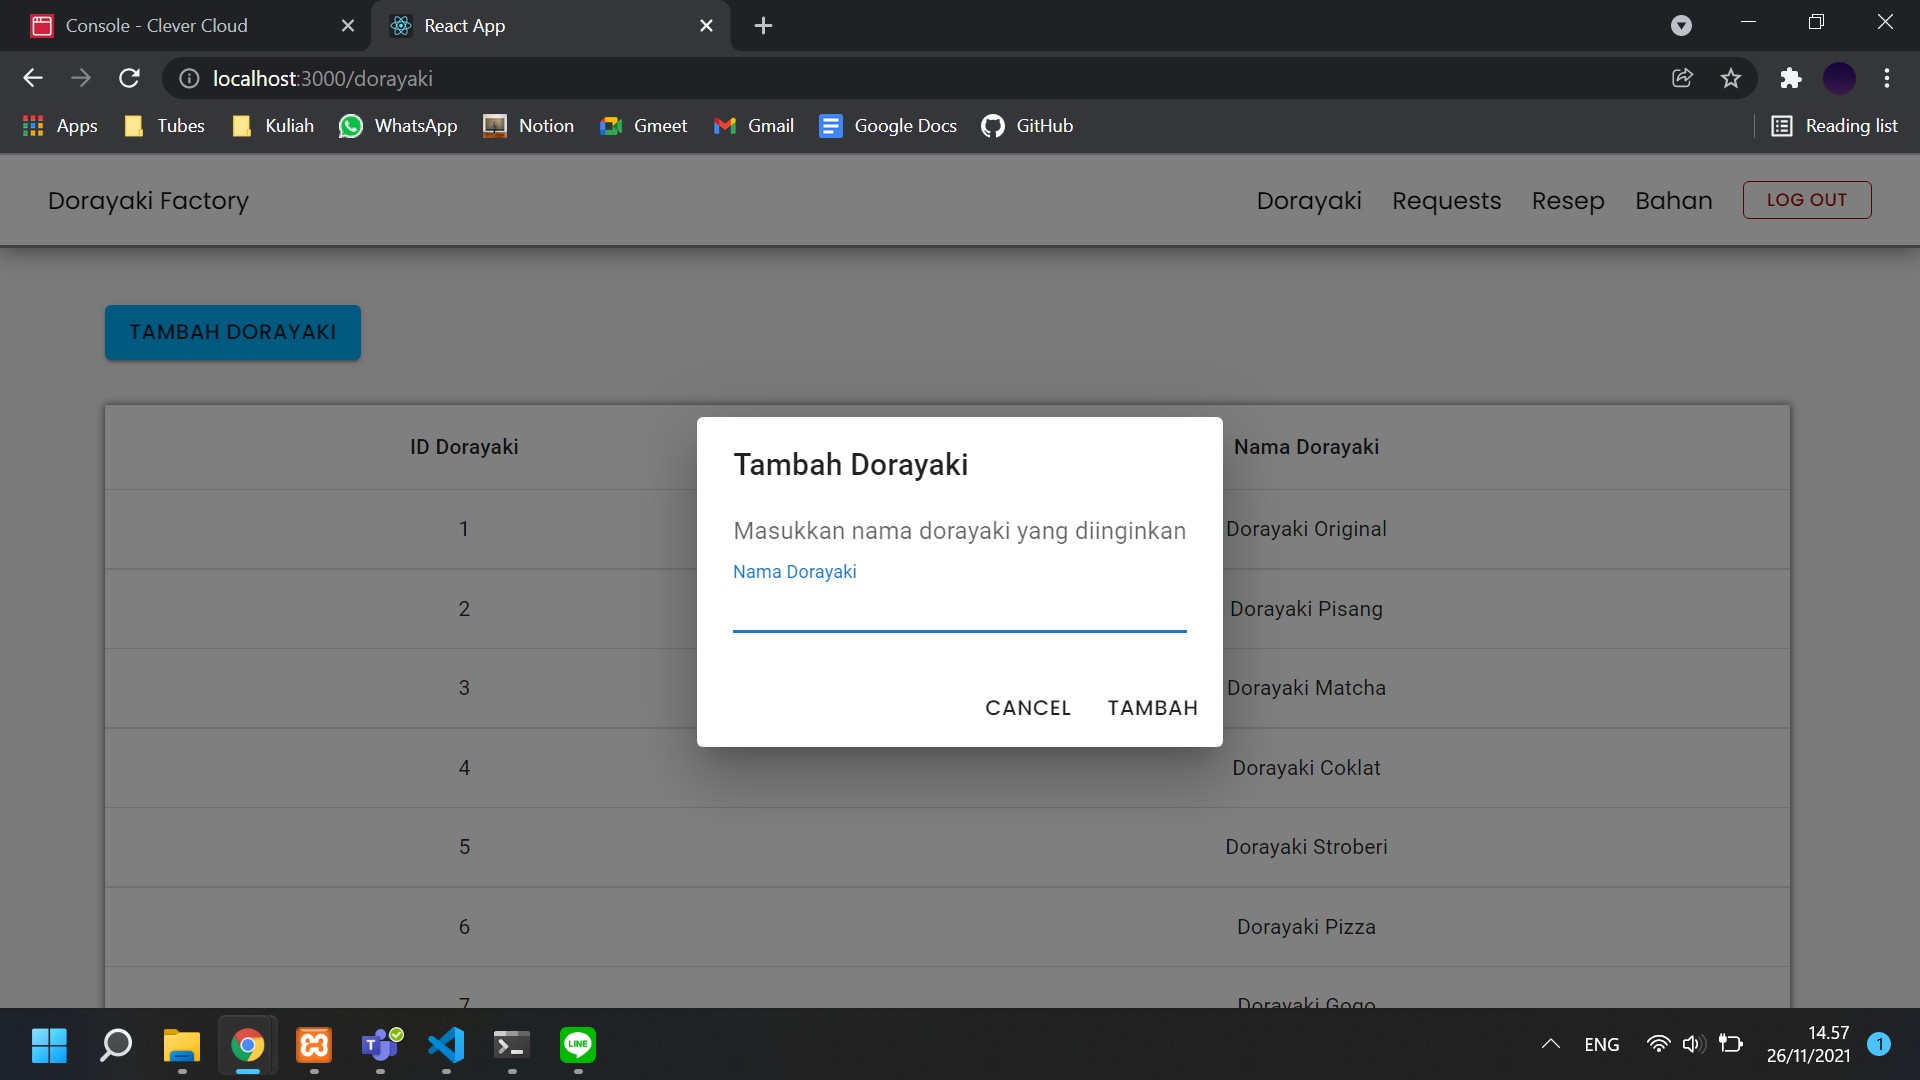 Console - Clever Cloud
React App
localhost:3000/dorayaki
Apps Tubes Kuliah WhatsApp Notion Gmeet Gmail Google Docs GitHub Reading list
Dorayaki Factory Dorayaki Requests Resep Bahan LOG OUT
TAMBAH DORAYAKI
ID Dorayaki Nama Dorayaki
1 Dorayaki Original
2 Dorayaki Pisang
3 Dorayaki Matcha
4 Dorayaki Coklat
5 Dorayaki Stroberi
6 Dorayaki Pizza
7 Dorayaki Gogo
Tambah Dorayaki
Masukkan nama dorayaki yang diinginkan
Nama Dorayaki
CANCEL TAMBAH
T
LINE
ENG
14.57
26/11/2021
1